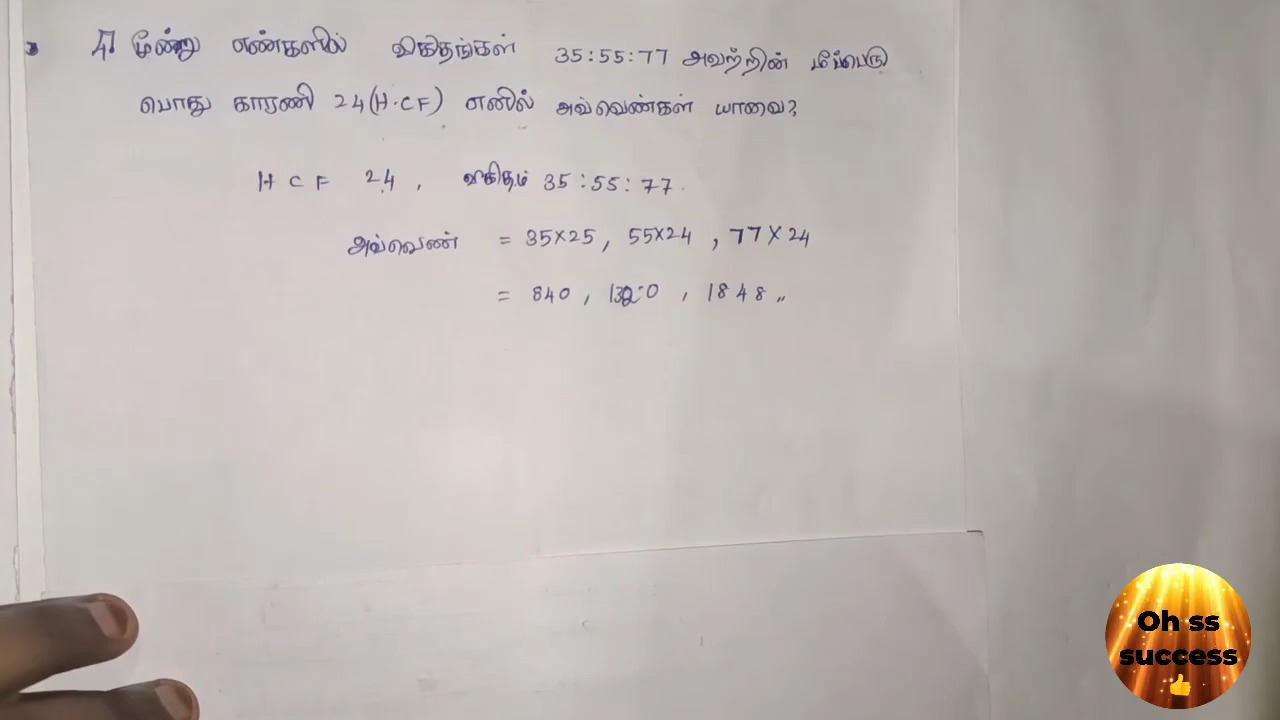 4] மூன்று எண்களில் விகிதங்கள் 35:55:77 அவற்றின் மீப்பெரு
பொது காரணி 24(H.CF) எனில் அவ்வெண்கள் யாவை?
H C F 24, விகிதம் 35:55:77
அவ்வெண் = 35×25, 55×24, 77×24
= 840, 1320, 1848,,
Oh ss
success